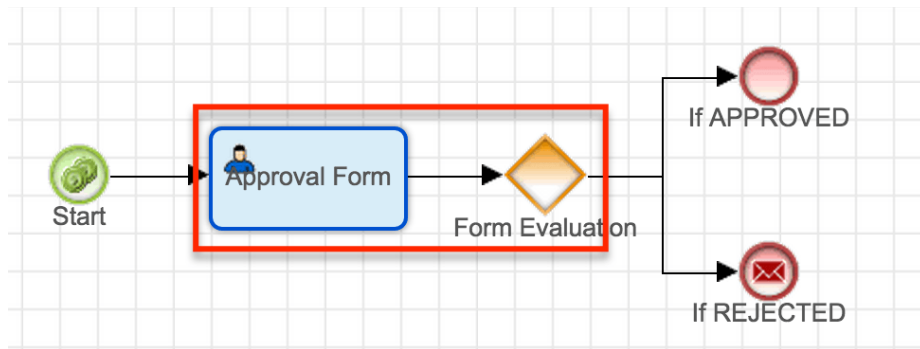 Start
Approval Form
Form Evaluation
If APPROVED
If REJECTED